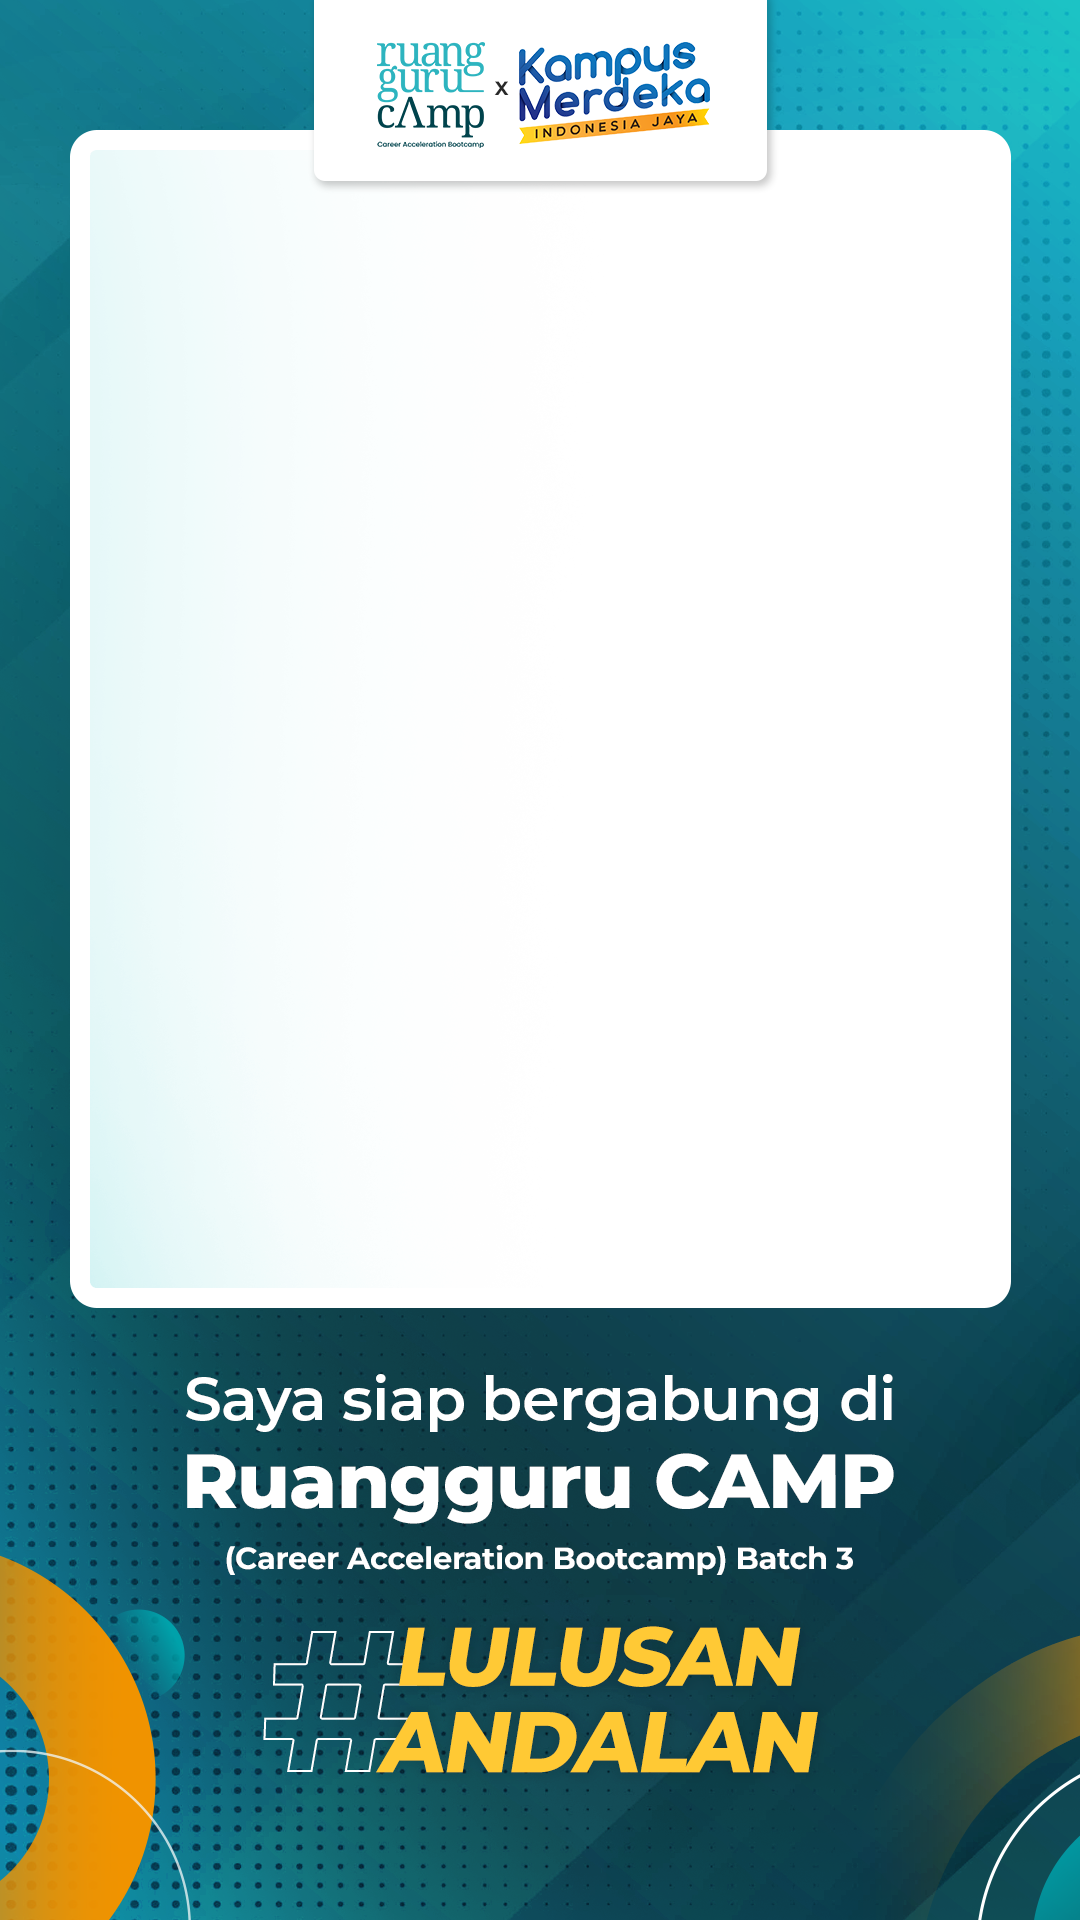 ruang
guru
cAmp
Career Acceleration Bootcamp
x
Kampus
Merdeka
INDONESIA JAYA
Saya siap bergabung di
Ruangguru CAMP
(Career Acceleration Bootcamp) Batch 3
#LULUSAN
ANDALAN